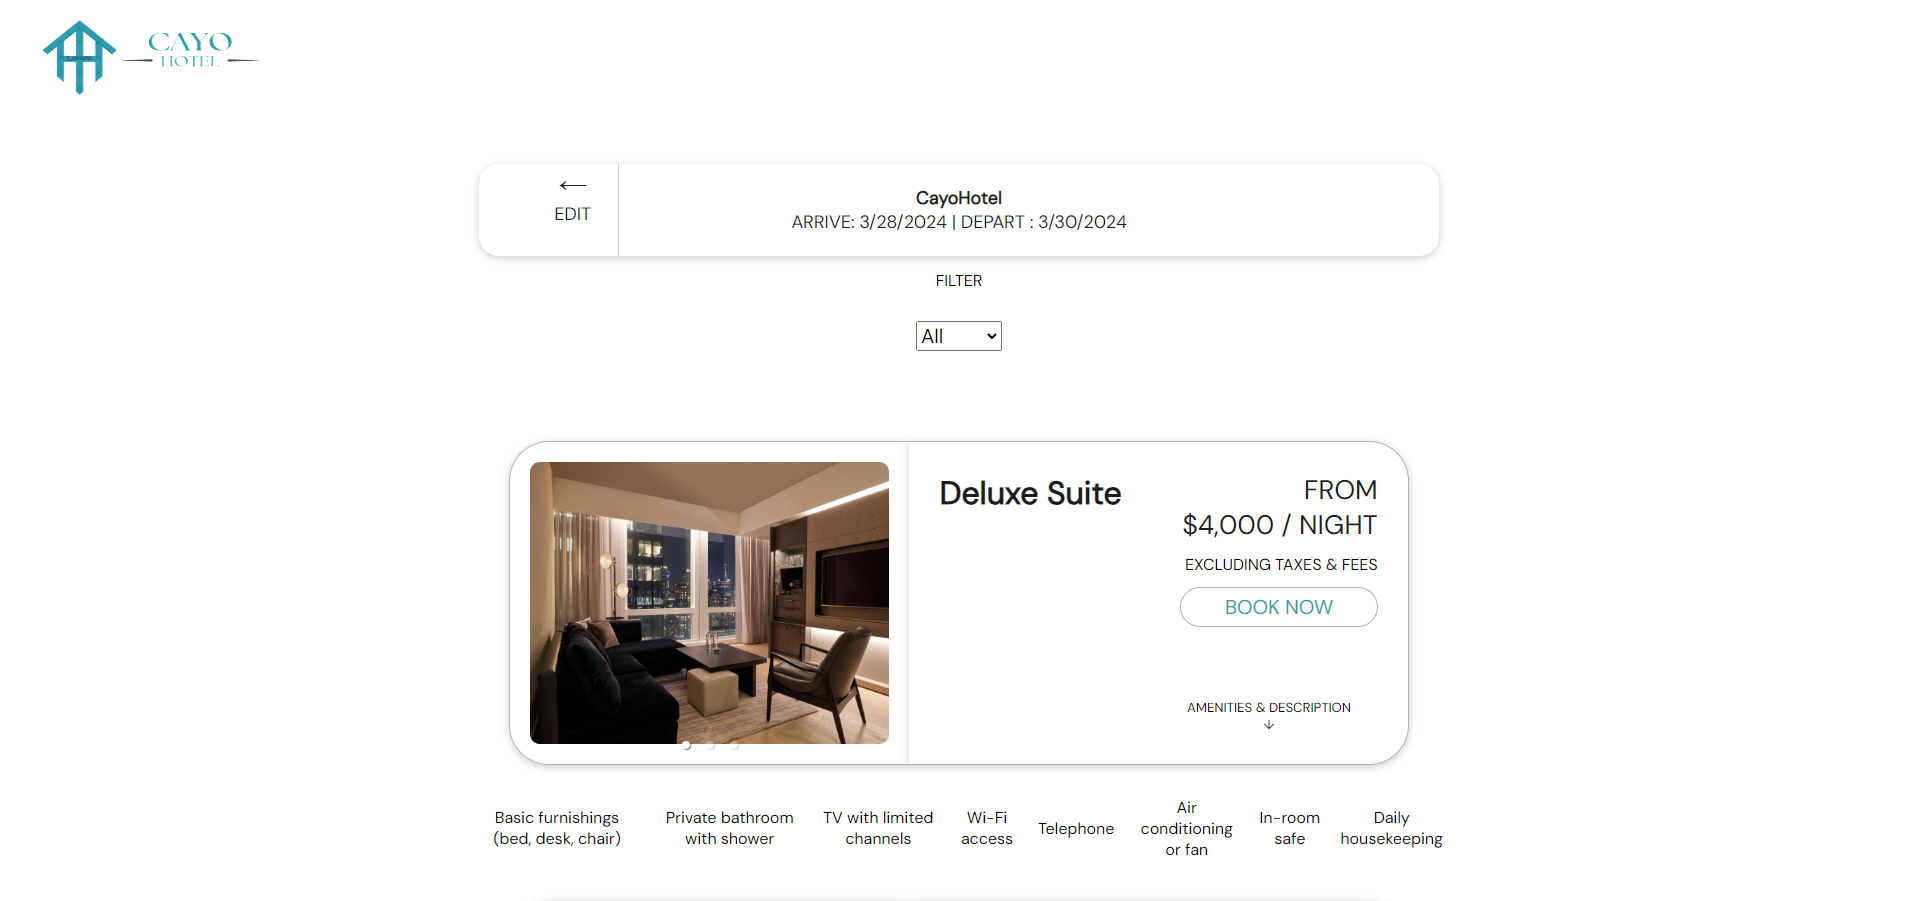 CAYO
HOTEL
←
EDIT
CayoHotel
ARRIVE: 3/28/2024 | DEPART : 3/30/2024
FILTER
All
Deluxe Suite
FROM
$4,000 / NIGHT
EXCLUDING TAXES & FEES
BOOK NOW
AMENITIES & DESCRIPTION
↓
Basic furnishings
(bed, desk, chair)
Private bathroom
with shower
TV with limited
channels
Wi-Fi
access
Telephone
Air
conditioning
or fan
In-room
safe
Daily
housekeeping